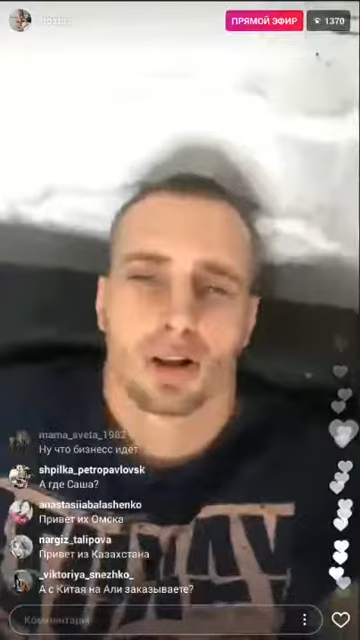 ПРЯМОЙ ЭФИР
1370
mama_sveta_1982
Ну что бизнесс идет
shpilka_petropavlovsk
А где Саша?
anastasiiabalashenko
Привет их Омска
nargiz_talipova
Привет из Казахстана
_viktoriya_snezhko_
А с Китая на Али заказываете?
Комментарий